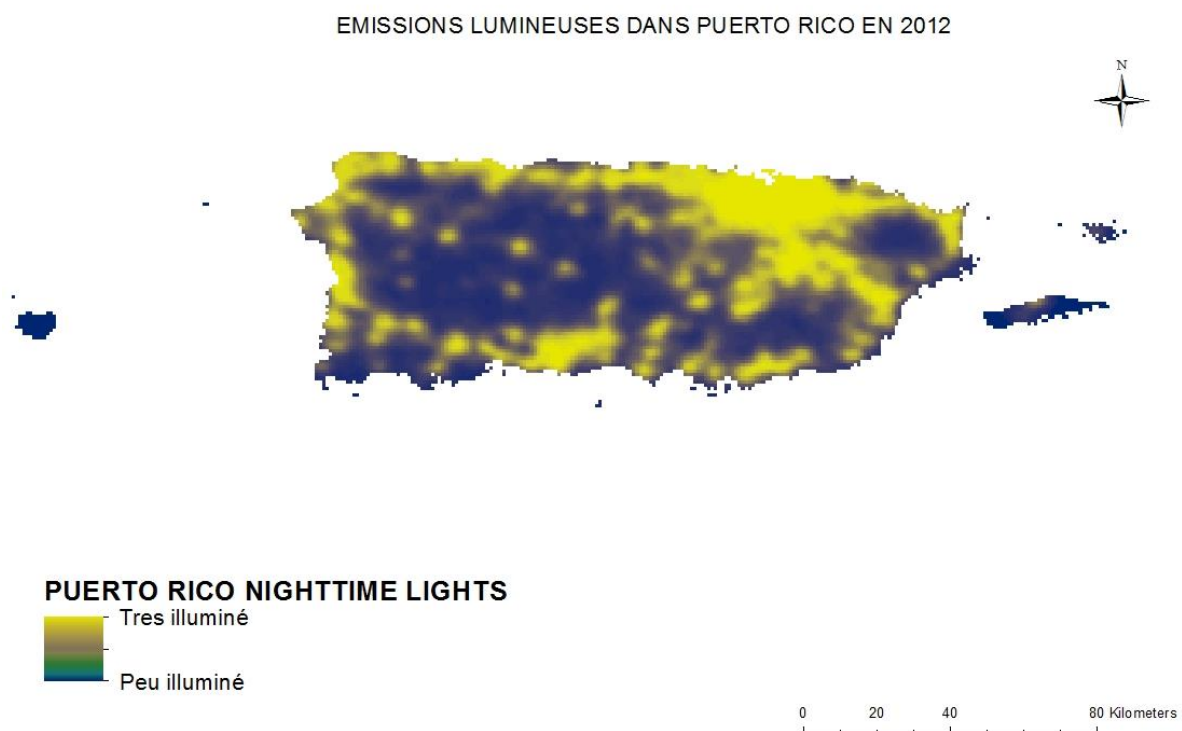 EMISSIONS LUMINEUSES DANS PUERTO RICO EN 2012
N
PUERTO RICO NIGHTTIME LIGHTS
Tres illuminé
Peu illuminé
0 20 40 80 Kilometers